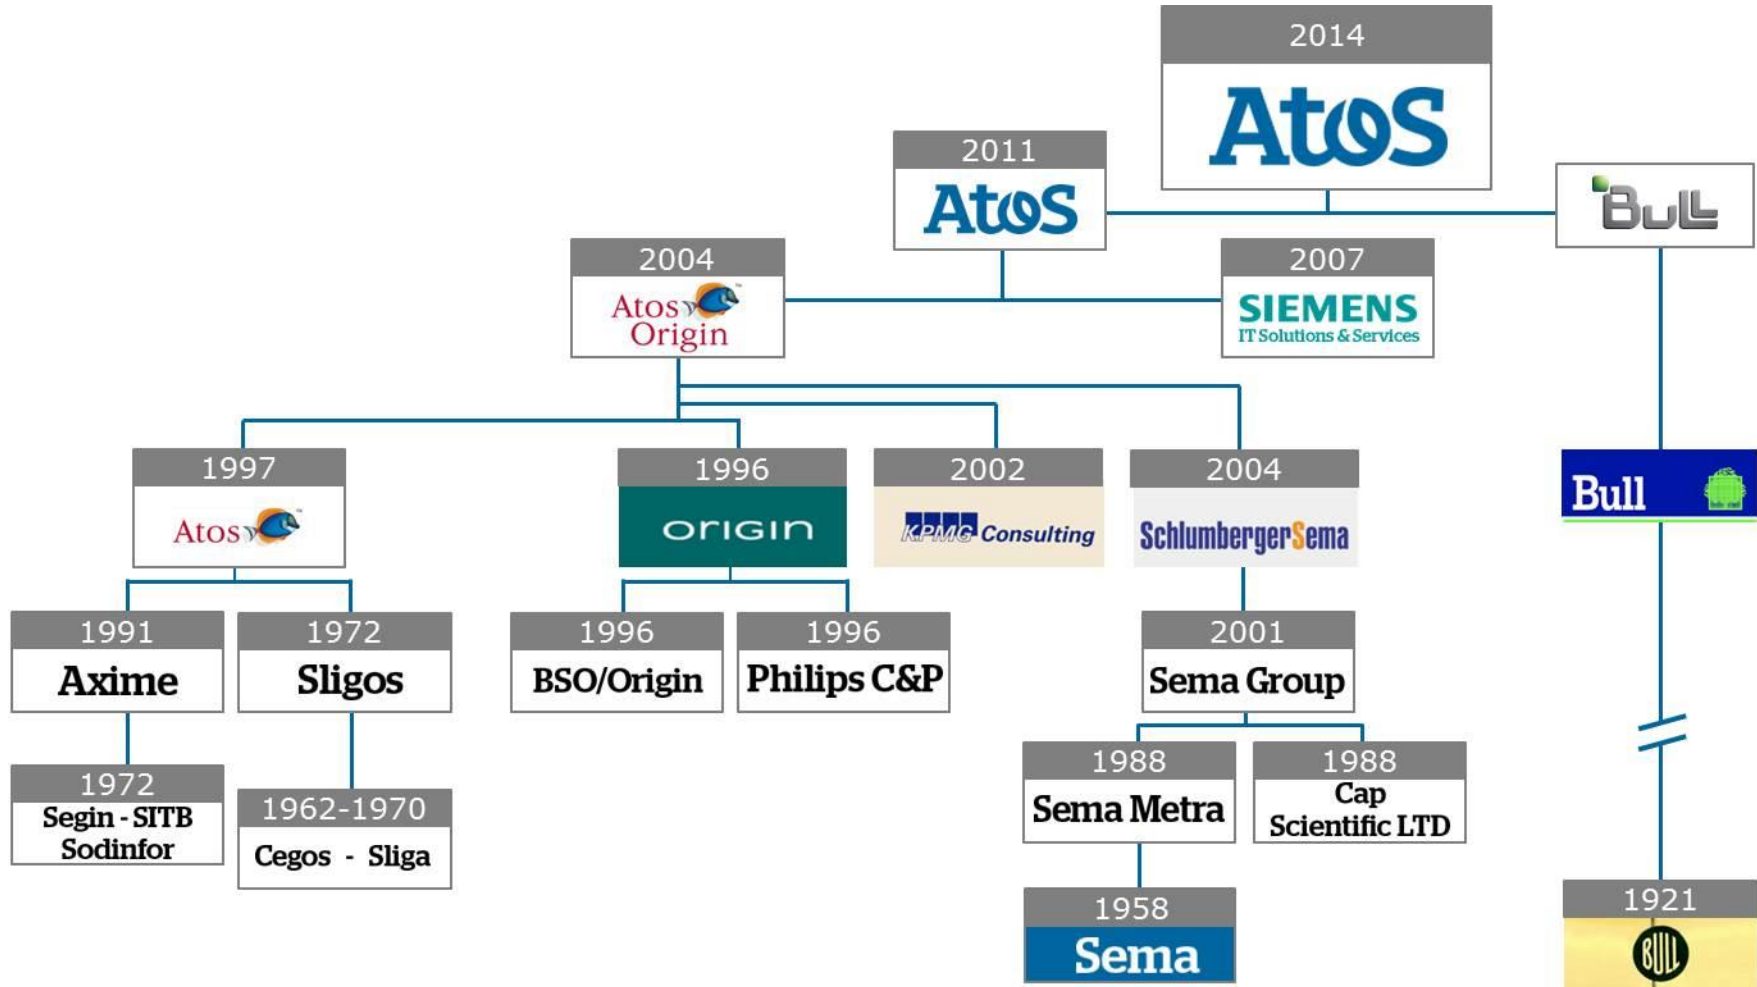 2014
Atos
2011
Atos
Bull
2004
Atos
Origin
™
2007
SIEMENS
IT Solutions & Services
1997
Atos
™
1996
ORIGIN
2002
KPMG Consulting
2004
SchlumbergerSema
Bull
1991
Axime
1972
Sligos
1996
BSO/Origin
1996
Philips C&P
2001
Sema Group
1972
Segin - SITB
Sodinfor
1962-1970
Cegos - Sliga
1988
Sema Metra
1988
Cap
Scientific LTD
1958
Sema
1921
BULL